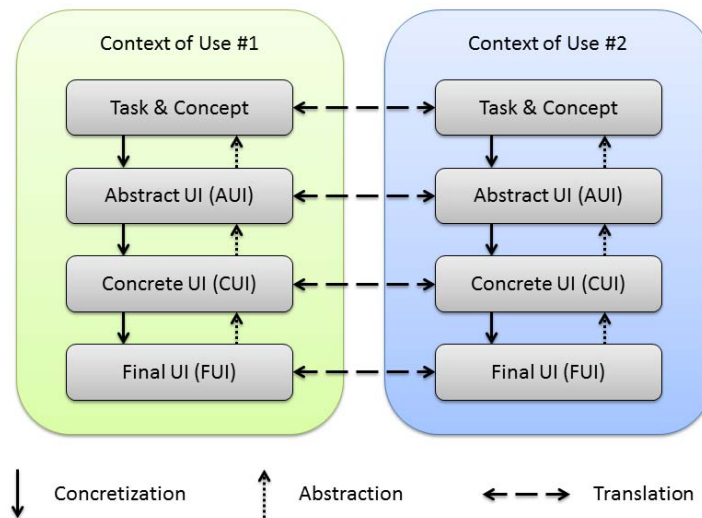 Context of Use #1
Context of Use #2
Task & Concept
Task & Concept
Abstract UI (AUI)
Abstract UI (AUI)
Concrete UI (CUI)
Concrete UI (CUI)
Final UI (FUI)
Final UI (FUI)
Concretization
Abstraction
Translation